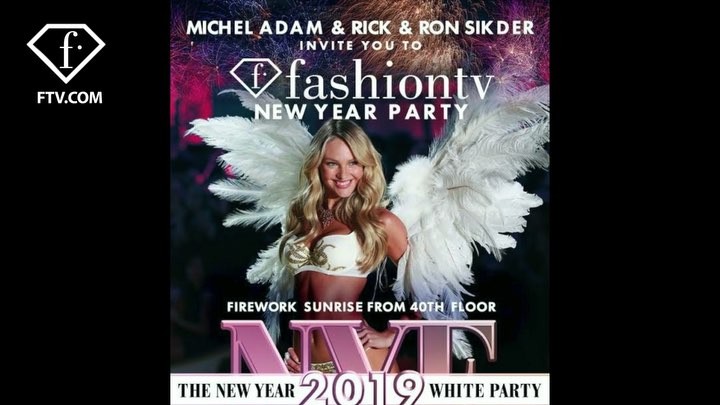 f.
FTV.COM
MICHEL ADAM & RICK & RON SIKDER
INVITE YOU TO
f. fashiontv
NEW YEAR PARTY
FIREWORK SUNRISE FROM 40TH FLOOR
NYE
THE NEW YEAR 2019 WHITE PARTY